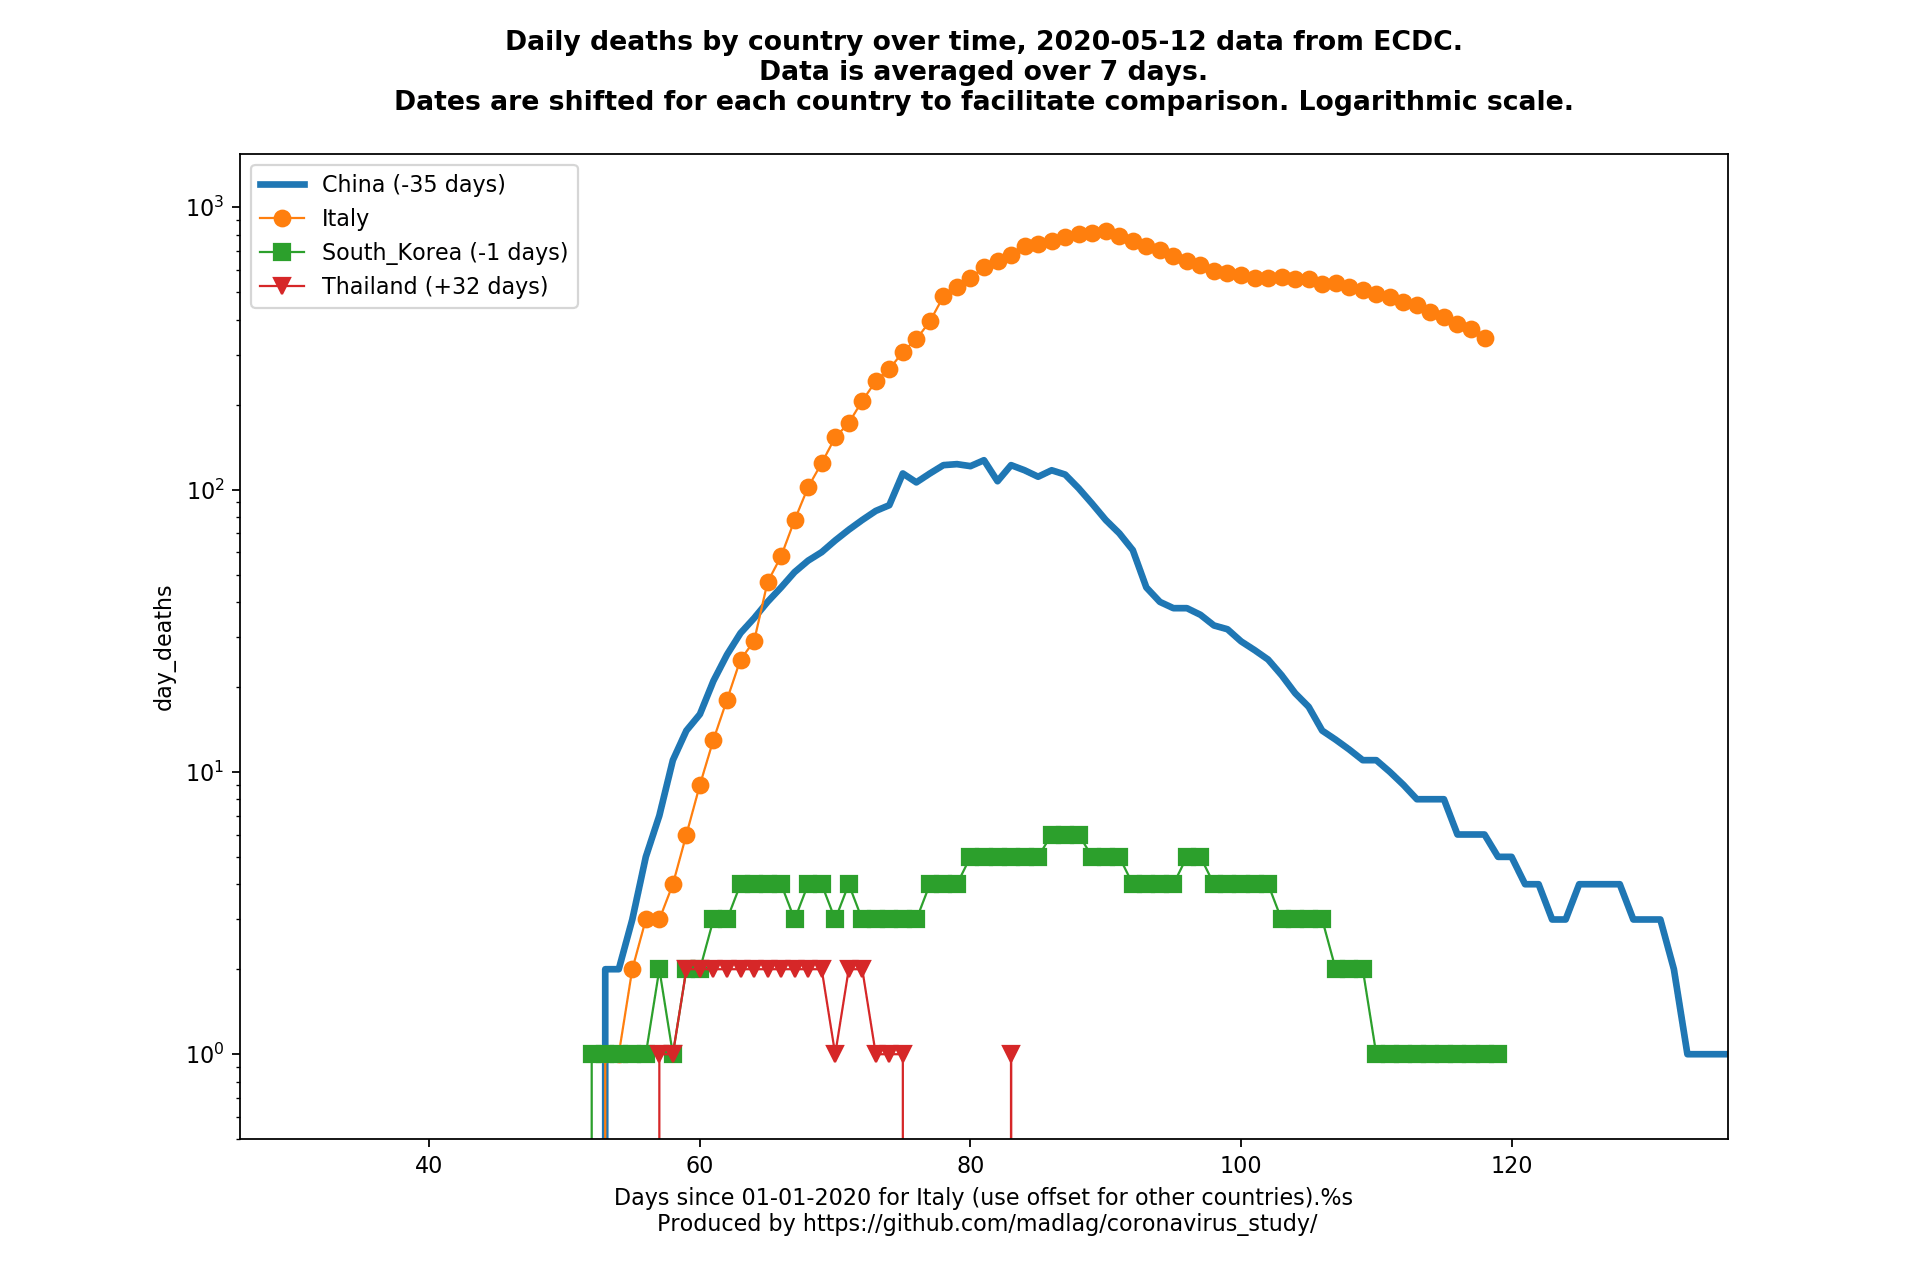 Daily deaths by country over time, 2020-05-12 data from ECDC.
Data is averaged over 7 days.
Dates are shifted for each country to facilitate comparison. Logarithmic scale.
China (-35 days)
Italy
South_Korea (-1 days)
Thailand (+32 days)
10³
10²
10¹
10⁰
day_deaths
40 60 80 100 120
Days since 01-01-2020 for Italy (use offset for other countries).%s
Produced by https://github.com/madlag/coronavirus_study/